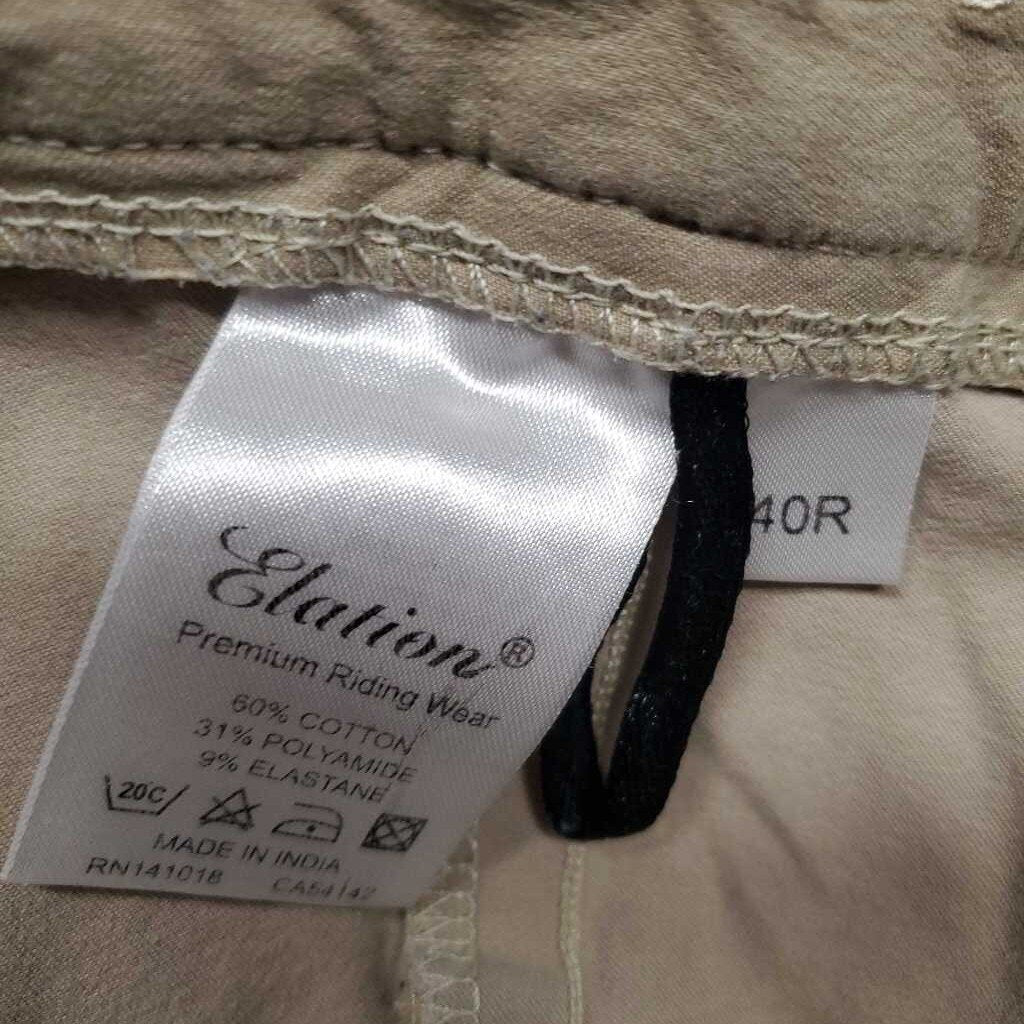 Elation®
Premium Riding Wear
60% COTTON
31% POLYAMIDE
9% ELASTANE
20C
MADE IN INDIA
RN141018 CA54142
40R